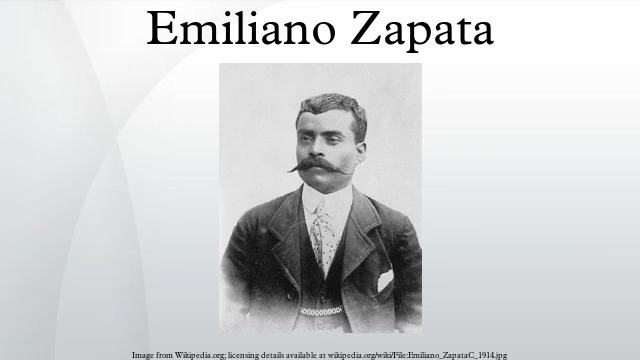 Emiliano Zapata
Image from Wikipedia.org; licensing details available at wikipedia.org/wiki/File:Emiliano_ZapataC_1914.jpg